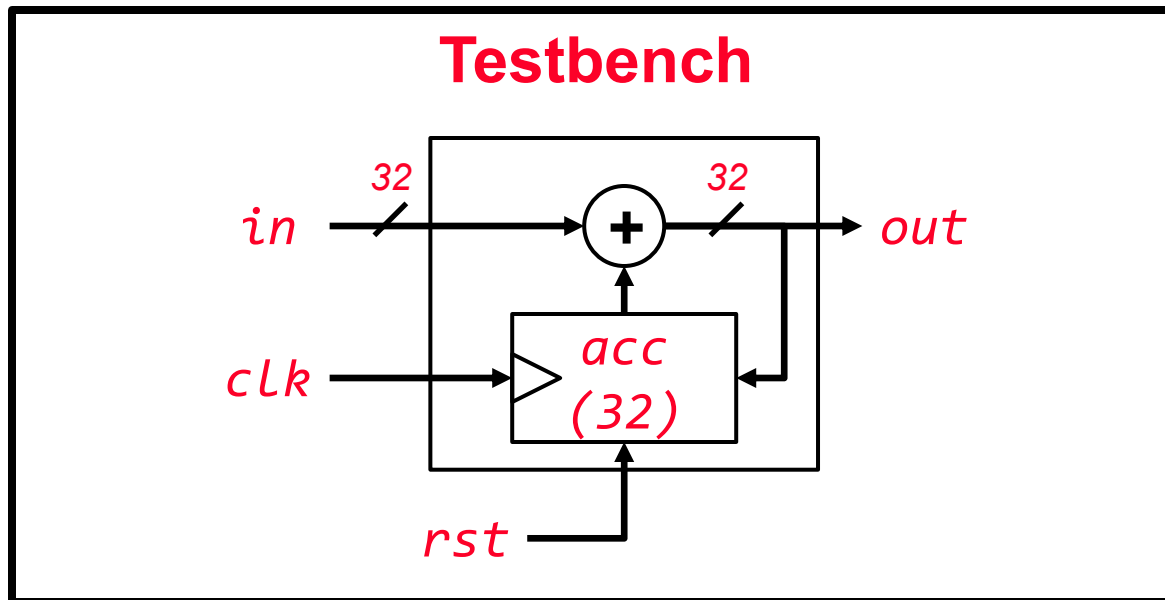 Testbench
32
32
in
+
out
acc
(32)
clk
rst